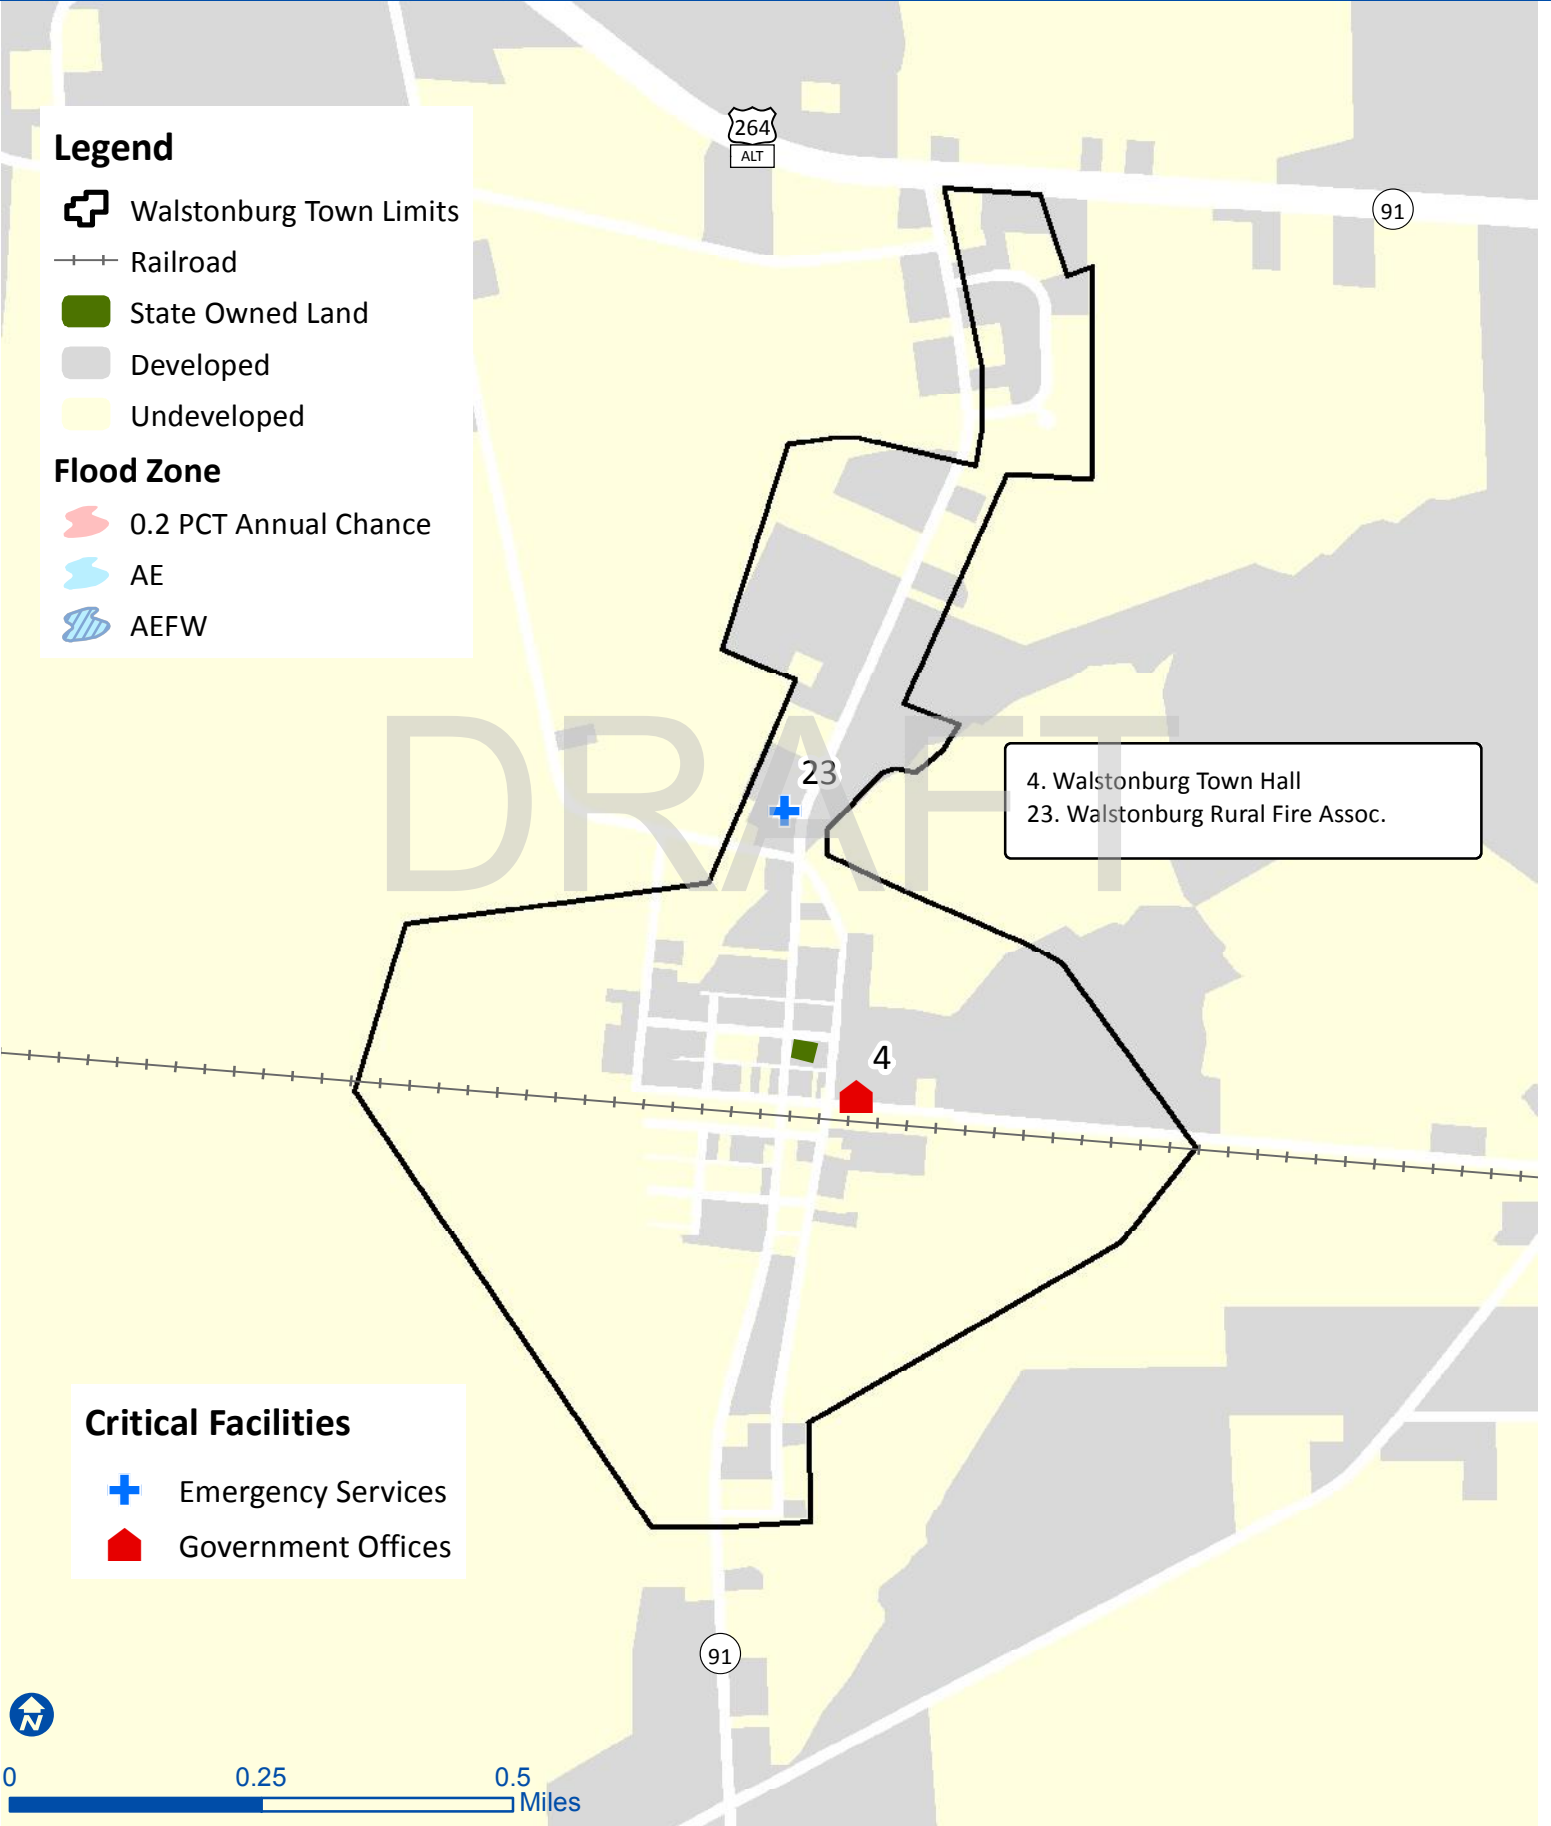 264
ALT
91
Legend
Walstonburg Town Limits
Railroad
State Owned Land
Developed
Undeveloped
Flood Zone
0.2 PCT Annual Chance
AE
AEFW
DRAFT
23
4. Walstonburg Town Hall
23. Walstonburg Rural Fire Assoc.
4
Critical Facilities
Emergency Services
Government Offices
91
N
0 0.25 0.5
Miles